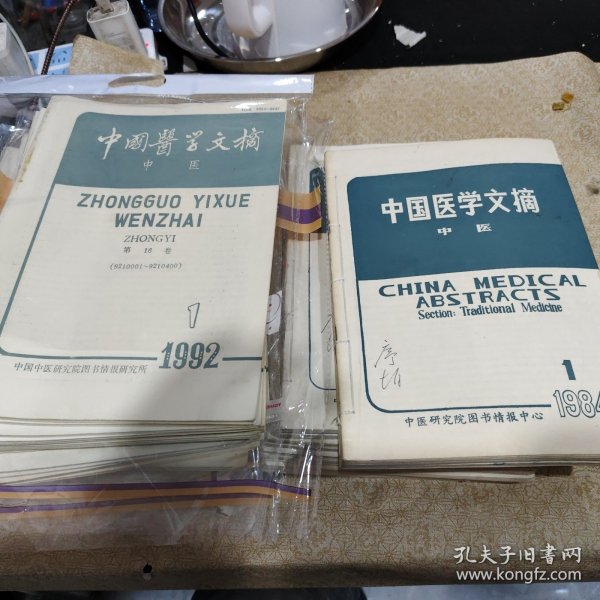 中國醫学文摘
中医
ZHONGGUO YIXUE
WENZHAI
ZHONGYI
第 16 卷
(9210001~9210400)
1
1992
中国中医研究院图书情报研究所
中国医学文摘
中医
CHINA MEDICAL
ABSTRACTS
Section: Traditional Medicine
1
1984
中医研究院图书情报中心
孔夫子旧书网
www.kongfz.com